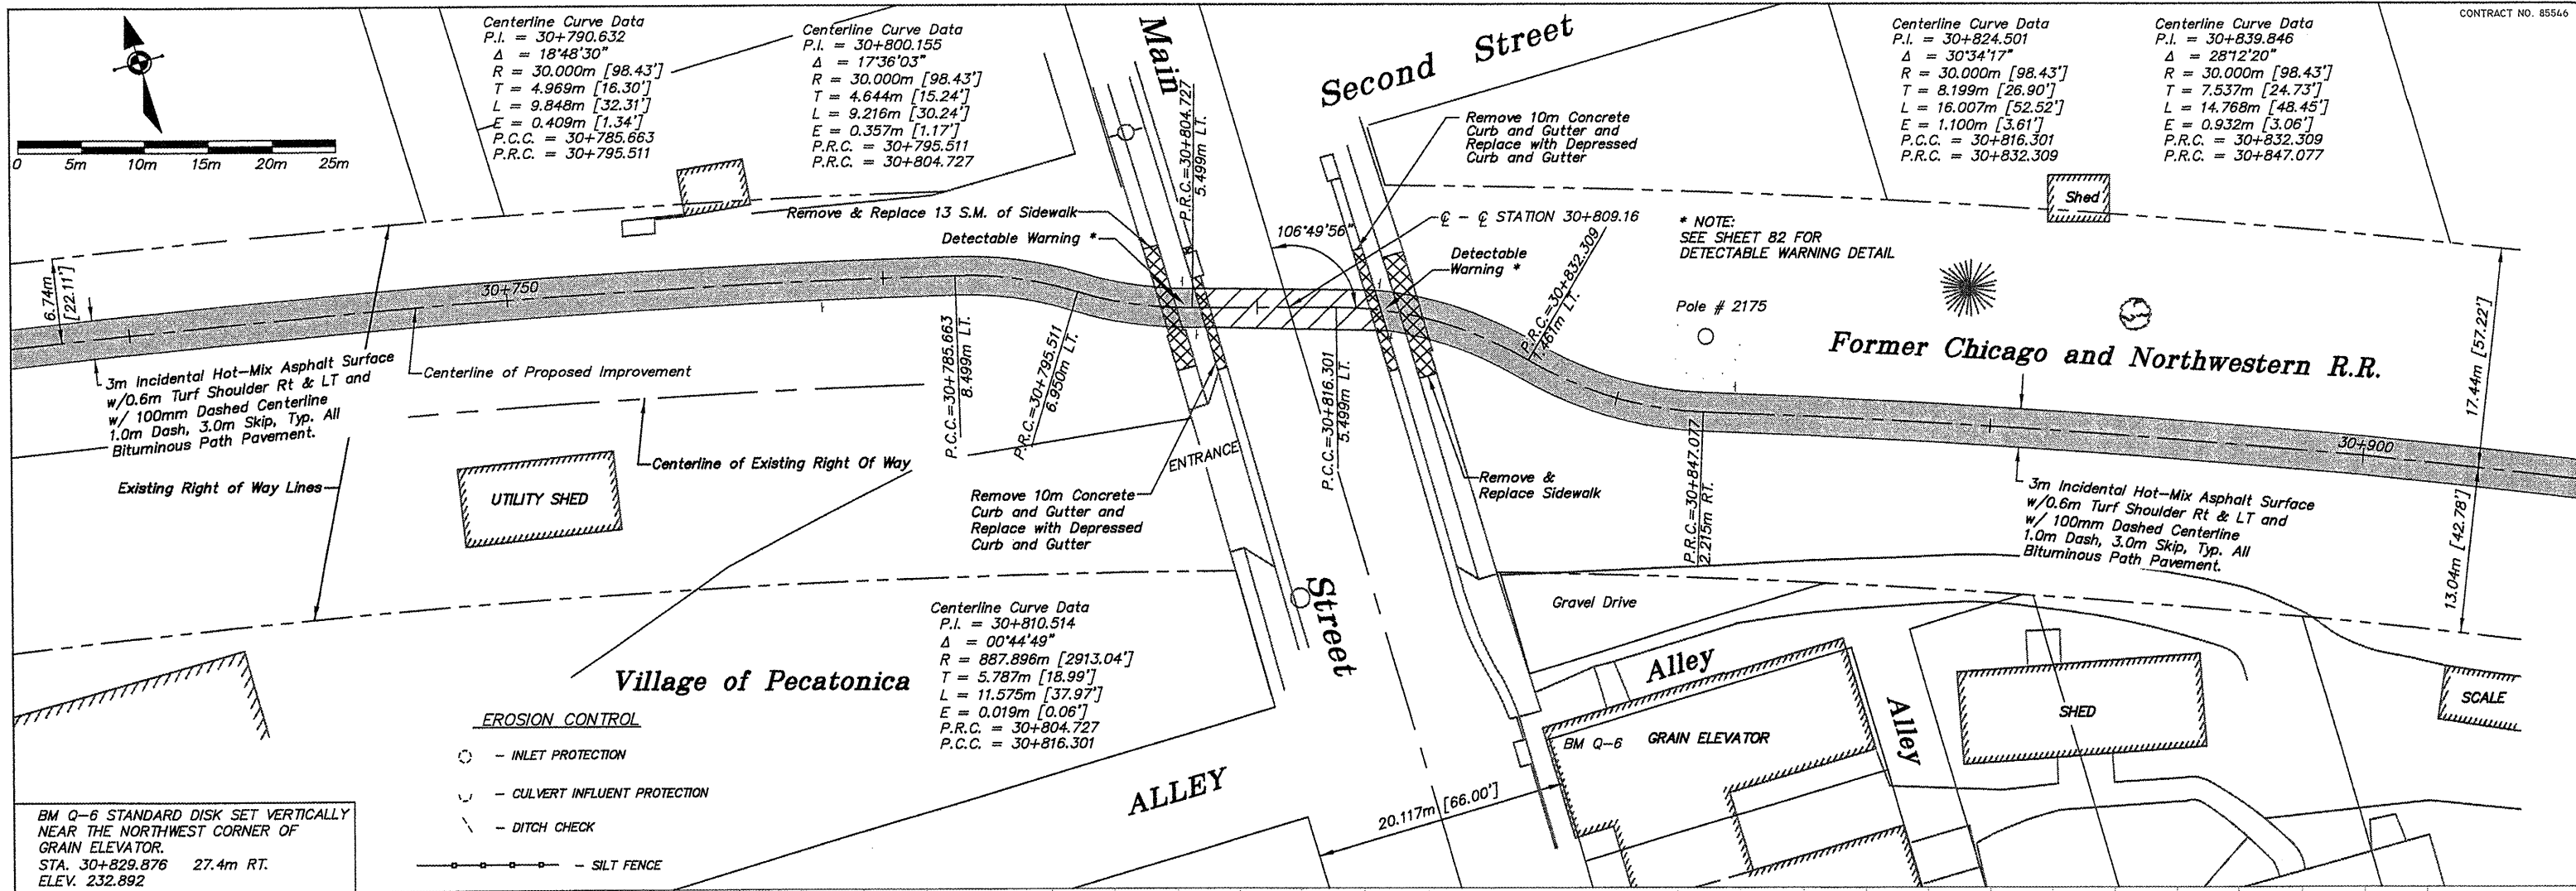 CONTRACT NO. 85546
Centerline Curve Data
P.I. = 30+790.632
Δ = 18°48'30"
R = 30.000m [98.43']
T = 4.969m [16.30']
L = 9.848m [32.31']
E = 0.409m [1.34']
P.C.C. = 30+785.663
P.R.C. = 30+795.511
Centerline Curve Data
P.I. = 30+800.155
Δ = 17°36'03"
R = 30.000m [98.43']
T = 4.644m [15.24']
L = 9.216m [30.24']
E = 0.357m [1.17']
P.R.C. = 30+795.511
P.R.C. = 30+804.727
Main
Second Street
Centerline Curve Data
P.I. = 30+824.501
Δ = 30°34'17"
R = 30.000m [98.43']
T = 8.199m [26.90']
L = 16.007m [52.52']
E = 1.100m [3.61']
P.C.C. = 30+816.301
P.R.C. = 30+832.309
Centerline Curve Data
P.I. = 30+839.846
Δ = 28°12'20"
R = 30.000m [98.43']
T = 7.537m [24.73']
L = 14.768m [48.45']
E = 0.932m [3.06']
P.R.C. = 30+832.309
P.R.C. = 30+847.077
0 5m 10m 15m 20m 25m
P.R.C.=30+804.727
5.499m LT.
Remove 10m Concrete
Curb and Gutter and
Replace with Depressed
Curb and Gutter
Shed
Remove & Replace 13 S.M. of Sidewalk
Detectable Warning *
106°49'56"
℄ - ℄ STATION 30+809.16
Detectable
Warning *
P.R.C.=30+832.309
1.461m LT.
* NOTE:
SEE SHEET 82 FOR
DETECTABLE WARNING DETAIL
6.74m
[22.11']
30+750
Pole # 2175
Former Chicago and Northwestern R.R.
17.44m [57.22']
3m Incidental Hot-Mix Asphalt Surface
w/0.6m Turf Shoulder Rt & LT and
w/ 100mm Dashed Centerline
1.0m Dash, 3.0m Skip, Typ. All
Bituminous Path Pavement.
Centerline of Proposed Improvement
P.C.C.=30+785.663
8.499m LT.
P.R.C.=30+795.511
6.950m LT.
P.C.C.=30+816.301
5.499m LT.
P.R.C.=30+847.077
2.215m RT.
30+900
Existing Right of Way Lines
UTILITY SHED
Centerline of Existing Right Of Way
ENTRANCE
Remove 10m Concrete
Curb and Gutter and
Replace with Depressed
Curb and Gutter
Remove &
Replace Sidewalk
3m Incidental Hot-Mix Asphalt Surface
w/0.6m Turf Shoulder Rt & LT and
w/ 100mm Dashed Centerline
1.0m Dash, 3.0m Skip, Typ. All
Bituminous Path Pavement.
13.04m [42.78']
Street
Gravel Drive
Centerline Curve Data
P.I. = 30+810.514
Δ = 00°44'49"
R = 887.896m [2913.04']
T = 5.787m [18.99']
L = 11.575m [37.97']
E = 0.019m [0.06']
P.R.C. = 30+804.727
P.C.C. = 30+816.301
Village of Pecatonica
Alley
Alley
SHED
SCALE
EROSION CONTROL
- INLET PROTECTION
- CULVERT INFLUENT PROTECTION
- DITCH CHECK
- SILT FENCE
ALLEY
BM Q-6
GRAIN ELEVATOR
20.117m [66.00']
BM Q-6 STANDARD DISK SET VERTICALLY
NEAR THE NORTHWEST CORNER OF
GRAIN ELEVATOR.
STA. 30+829.876 27.4m RT.
ELEV. 232.892